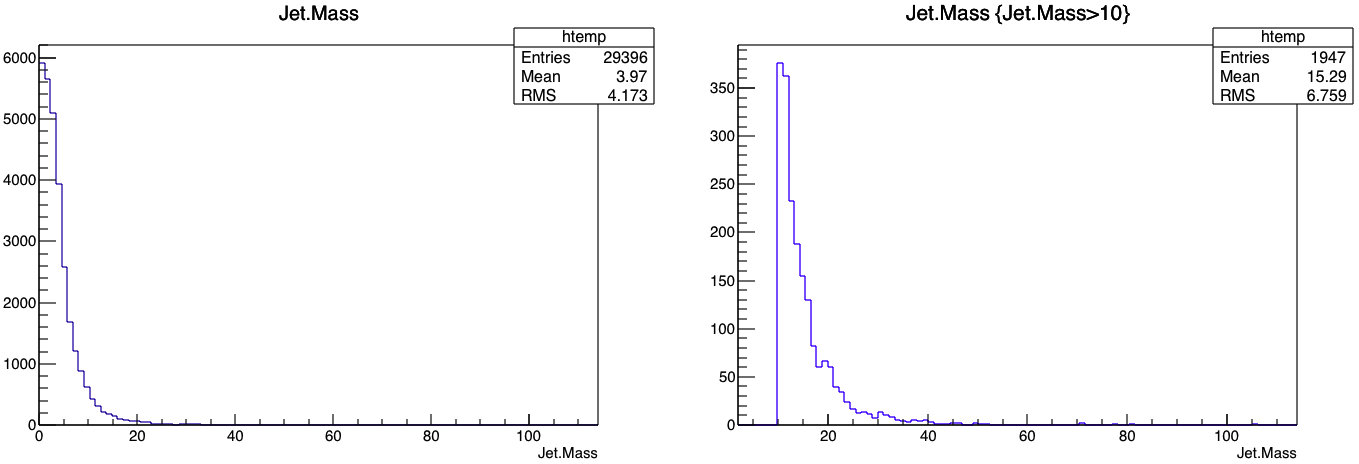 Jet.Mass
htemp
Entries 29396
Mean 3.97
RMS 4.173
6000
5000
4000
3000
2000
1000
0
0 20 40 60 80 100
Jet.Mass
Jet.Mass {Jet.Mass>10}
htemp
Entries 1947
Mean 15.29
RMS 6.759
350
300
250
200
150
100
50
0
20 40 60 80 100
Jet.Mass